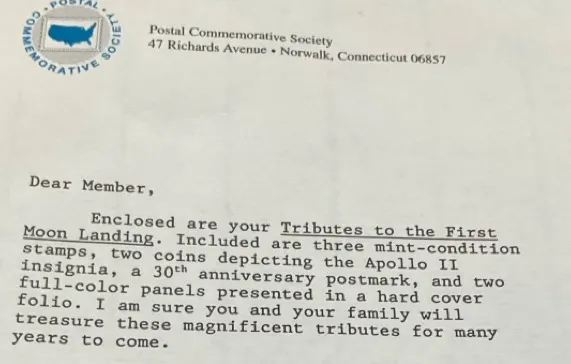 POSTAL
COMMEMORATIVE
SOCIETY
Postal Commemorative Society
47 Richards Avenue • Norwalk, Connecticut 06857
Dear Member,
Enclosed are your Tributes to the First
Moon Landing. Included are three mint-condition
stamps, two coins depicting the Apollo II
insignia, a 30th anniversary postmark, and two
full-color panels presented in a hard cover
folio. I am sure you and your family will
treasure these magnificent tributes for many
years to come.